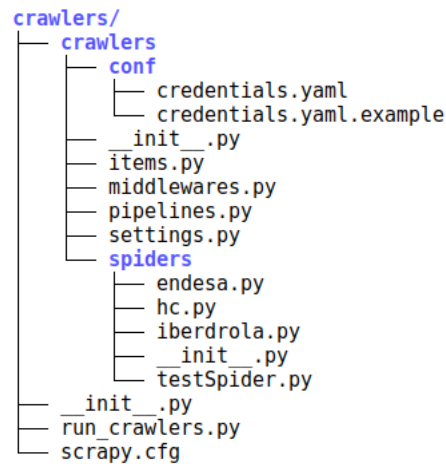 crawlers/
crawlers
conf
credentials.yaml
credentials.yaml.example
__init__.py
items.py
middlewares.py
pipelines.py
settings.py
spiders
endesa.py
hc.py
iberdrola.py
__init__.py
testSpider.py
__init__.py
run_crawlers.py
scrapy.cfg